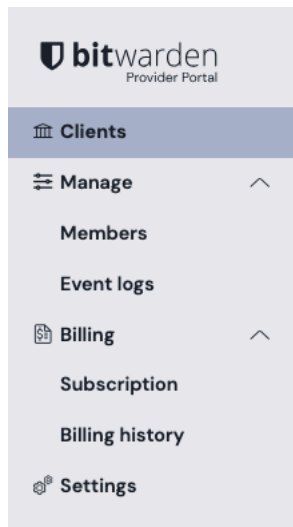 bitwarden
Provider Portal
Clients
Manage
Members
Event logs
Billing
Subscription
Billing history
Settings